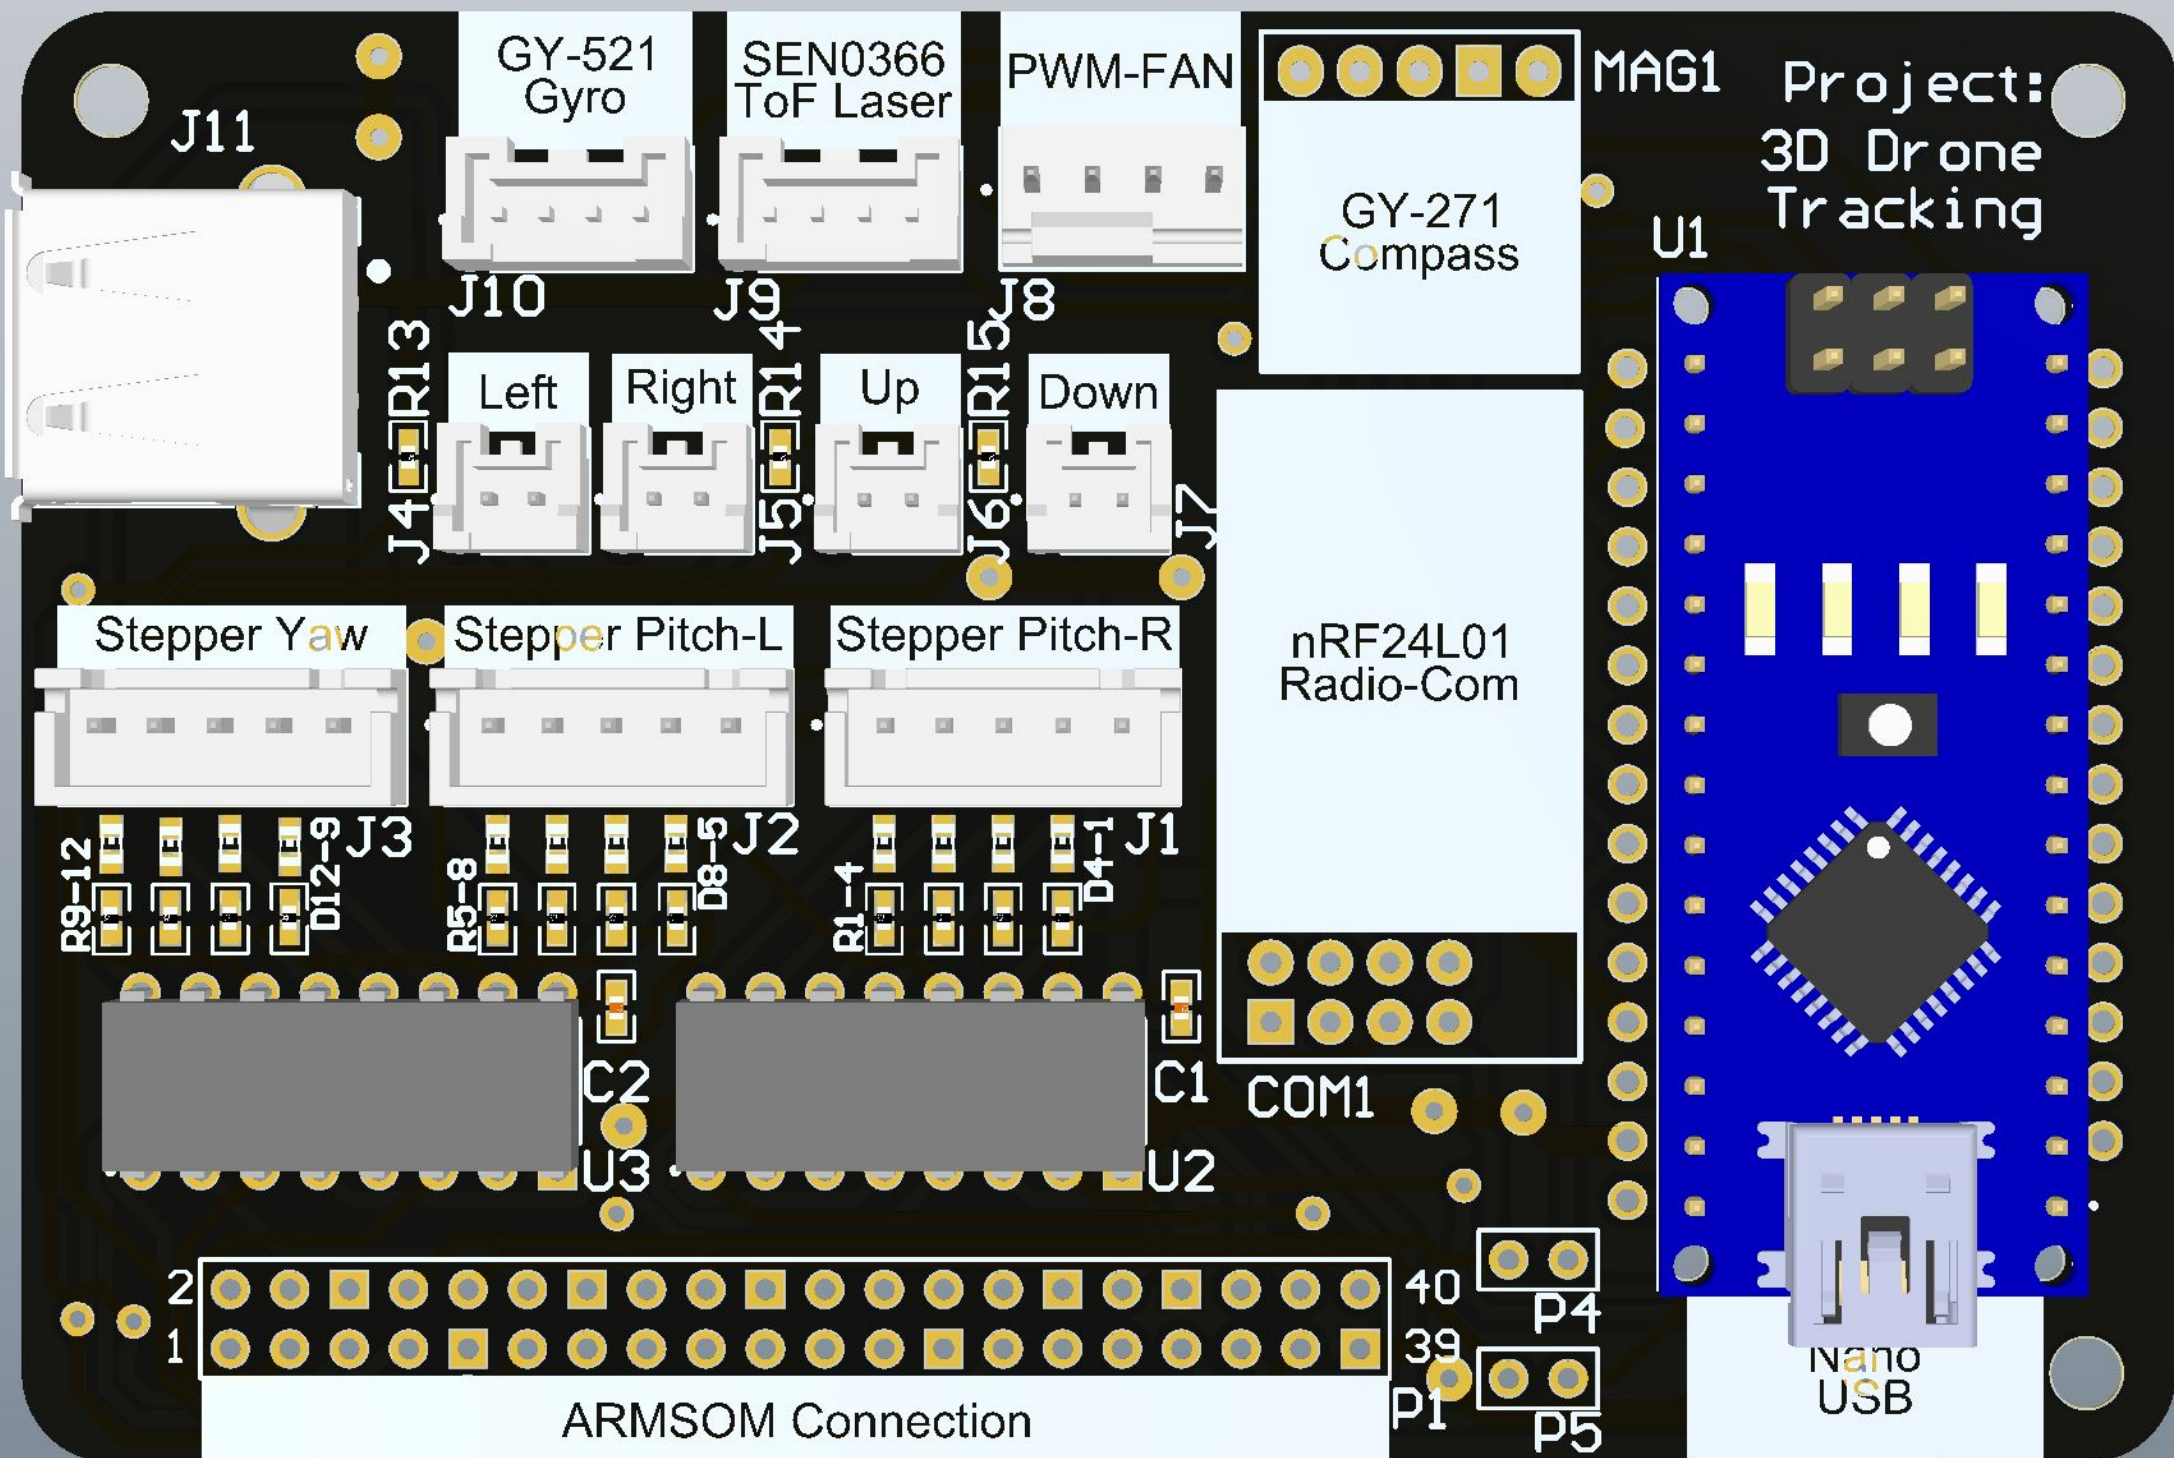 GY-521
Gyro
SEN0366
ToF Laser
PWM-FAN
MAG1
Project:
3D Drone
Tracking
J11
GY-271
Compass
U1
J10
J9
J8
R13
R14
R15
Left
Right
Up
Down
J4
J5
J6
J7
Stepper Yaw
Stepper Pitch-L
Stepper Pitch-R
nRF24L01
Radio-Com
J3
J2
J1
R9-12
D12-9
R5-8
D8-5
R1-4
D4-1
C2
C1
COM1
U3
U2
2
1
40
39
P4
P1
P5
ARMSOM Connection
Nano
USB